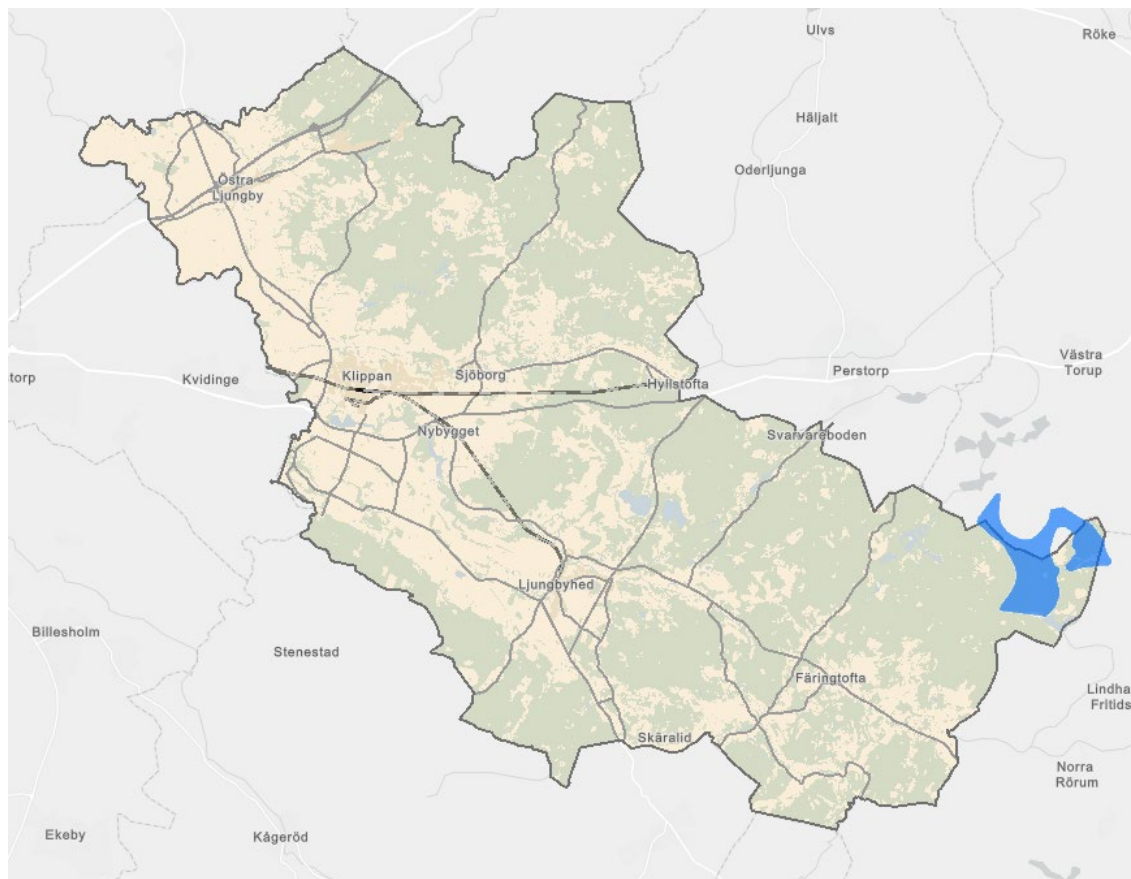 Ulvs
Röke
Häljalt
Oderljunga
Östra
Ljungby
Västra
Torup
torp
Kvidinge
Klippan
Sjöborg
Hyllstofta
Perstorp
Nybygget
Svarvareboden
Ljungbyhed
Billesholm
Stenestad
Färingtofta
Lindha
Fritids
Skäralid
Norra
Rörum
Ekeby
Kågeröd